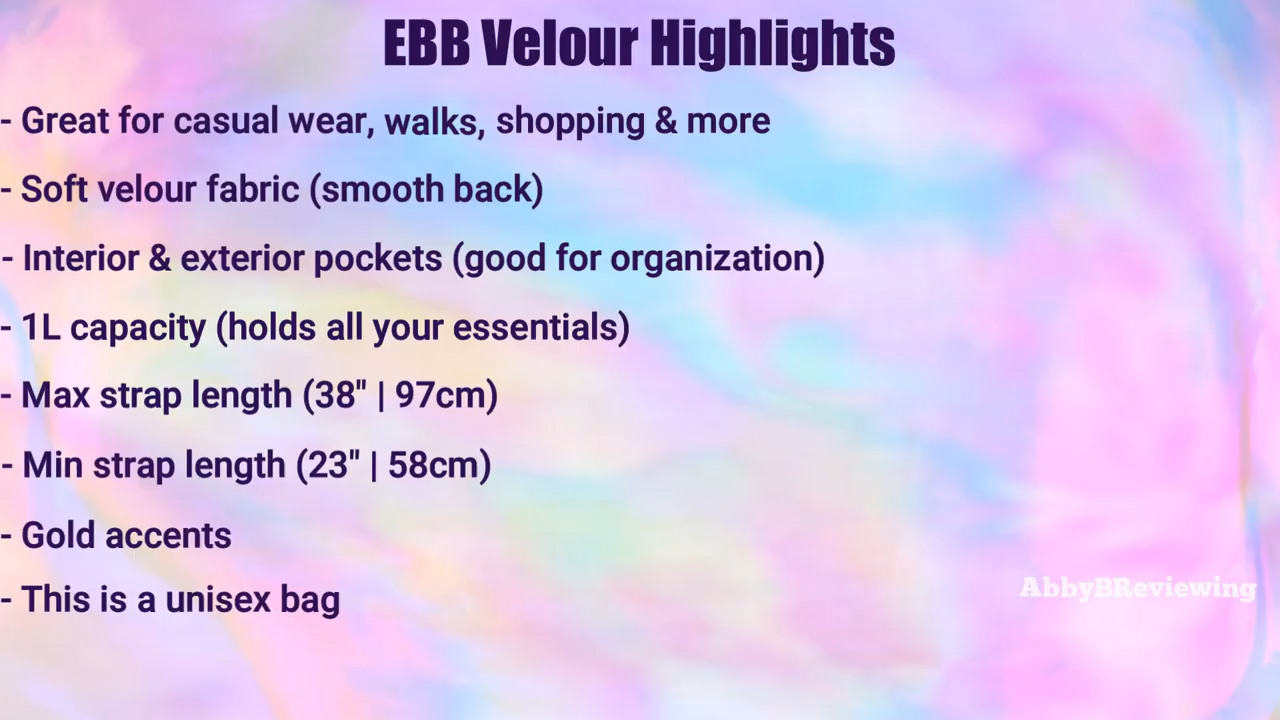 EBB Velour Highlights
- Great for casual wear, walks, shopping & more
- Soft velour fabric (smooth back)
- Interior & exterior pockets (good for organization)
- 1L capacity (holds all your essentials)
- Max strap length (38" | 97cm)
- Min strap length (23" | 58cm)
- Gold accents
AbbyBReviewing
- This is a unisex bag